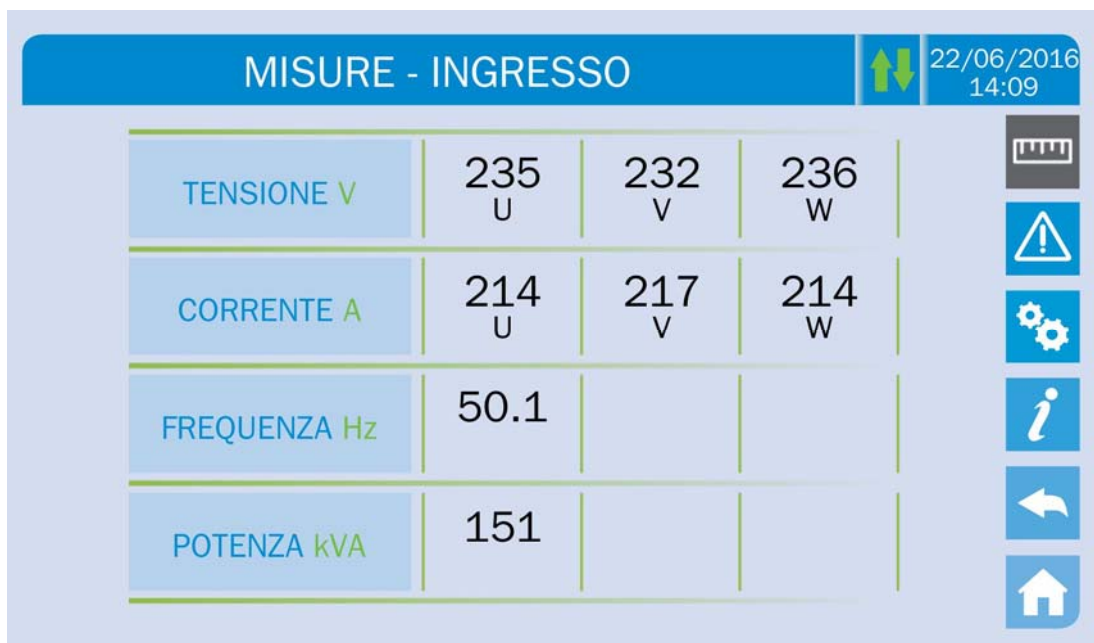 MISURE - INGRESSO
22/06/2016
14:09
TENSIONE V
235 232 236
U V W
CORRENTE A
214 217 214
U V W
FREQUENZA Hz
50.1
POTENZA kVA
151
i